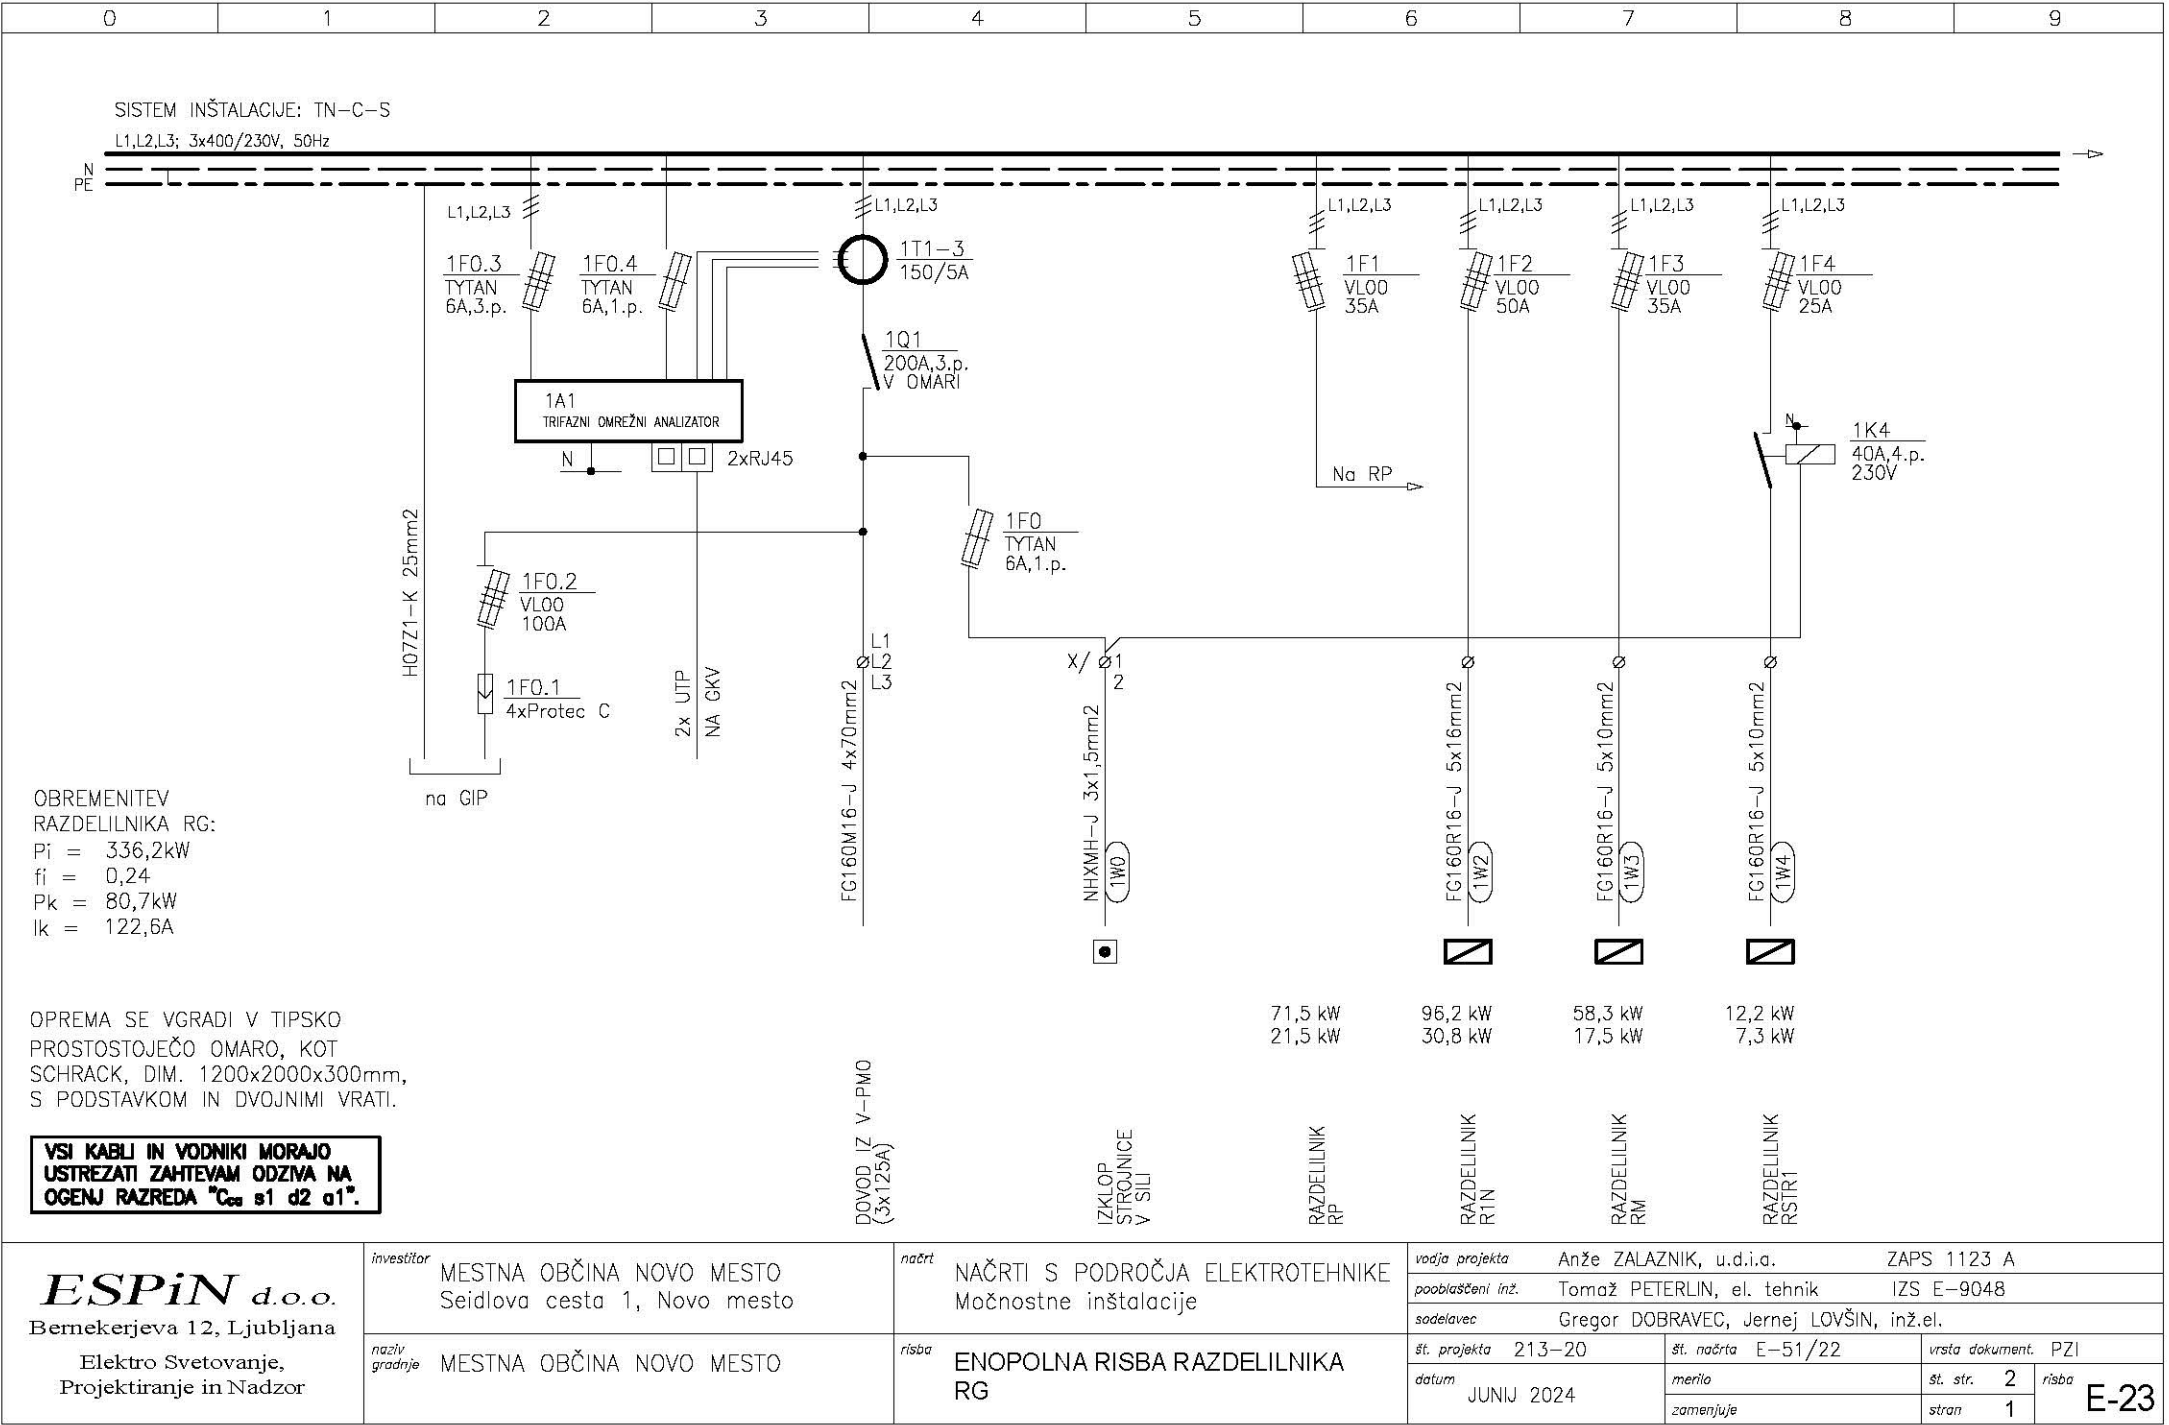 0 1 2 3 4 5 6 7 8 9
SISTEM INŠTALACIJE: TN-C-S
L1,L2,L3; 3x400/230V, 50Hz
N
PE
L1,L2,L3
L1,L2,L3
L1,L2,L3
L1,L2,L3
L1,L2,L3
L1,L2,L3
1F0.3
TYTAN
6A,3.p.
1F0.4
TYTAN
6A,1.p.
1T1-3
150/5A
1F1
VL00
35A
1F2
VL00
50A
1F3
VL00
35A
1F4
VL00
25A
1Q1
200A,3.p.
V OMARI
1A1
TRIFAZNI OMREŽNI ANALIZATOR
N
2xRJ45
N
1K4
40A,4.p.
230V
Na RP
1F0
TYTAN
6A,1.p.
H07Z1-K 25mm2
1F0.2
VL00
100A
1F0.1
4xProtec C
na GIP
2x UTP
NA GKV
L1
L2
L3
X/ 1
2
FG160M16-J 4x70mm2
NHXMH-J 3x1,5mm2
1W0
FG160R16-J 5x16mm2
1W2
FG160R16-J 5x10mm2
1W3
FG160R16-J 5x10mm2
1W4
OBREMENITEV
RAZDELILNIKA RG:
Pi = 336,2kW
fi = 0,24
Pk = 80,7kW
Ik = 122,6A
OPREMA SE VGRADI V TIPSKO
PROSTOSTOJEČO OMARO, KOT
SCHRACK, DIM. 1200x2000x300mm,
S PODSTAVKOM IN DVOJNIMI VRATI.
VSI KABLI IN VODNIKI MORAJO
USTREZATI ZAHTEVAM ODZIVA NA
OGENJ RAZREDA "Cca s1 d2 a1".
71,5 kW
21,5 kW
96,2 kW
30,8 kW
58,3 kW
17,5 kW
12,2 kW
7,3 kW
DOVOD IZ V-PMO
(3x125A)
IZKLOP
STROJNICE
V SILI
RAZDELILNIK
RP
RAZDELILNIK
R1N
RAZDELILNIK
RM
RAZDELILNIK
RSTR1
ESPiN d.o.o.
Bernekerjeva 12, Ljubljana
Elektro Svetovanje,
Projektiranje in Nadzor
investitor
MESTNA OBČINA NOVO MESTO
Seidlova cesta 1, Novo mesto
naziv
gradnje
MESTNA OBČINA NOVO MESTO
načrt
NAČRTI S PODROČJA ELEKTROTEHNIKE
Močnostne inštalacije
risba
ENOPOLNA RISBA RAZDELILNIKA
RG
vodja projekta Anže ZALAZNIK, u.d.i.a. ZAPS 1123 A
pooblaščeni inž. Tomaž PETERLIN, el. tehnik IZS E-9048
sodelavec Gregor DOBRAVEC, Jernej LOVŠIN, inž.el.
št. projekta 213-20 št. načrta E-51/22 vrsta dokument. PZI
datum JUNIJ 2024
merilo
zamenjuje
št. str. 2
stran 1
risba E-23